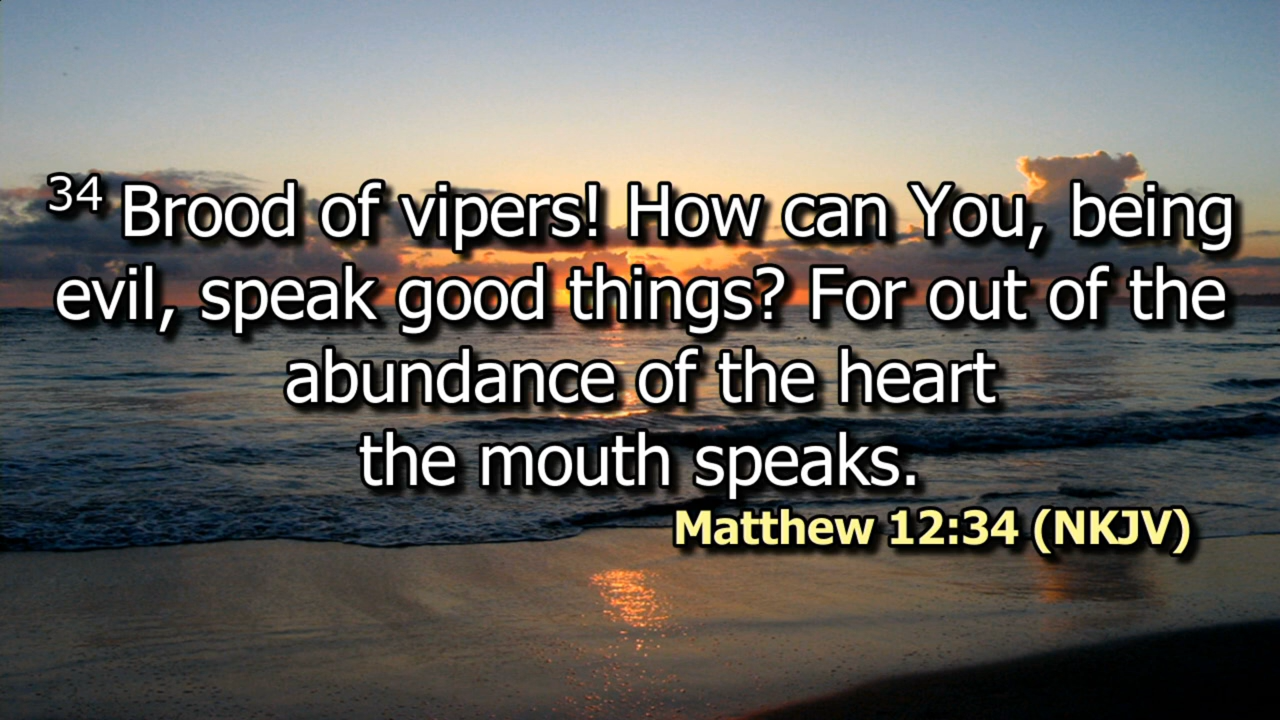 34 Brood of vipers! How can You, being
evil, speak good things? For out of the
abundance of the heart
the mouth speaks.
Matthew 12:34 (NKJV)